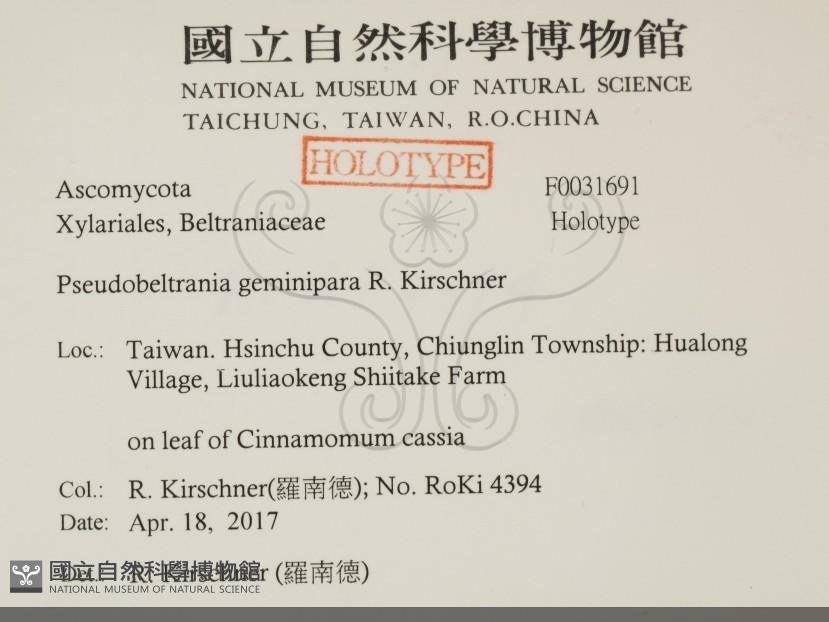 國立自然科學博物館
NATIONAL MUSEUM OF NATURAL SCIENCE
TAICHUNG, TAIWAN, R.O.CHINA
HOLOTYPE
Ascomycota F0031691
Xylariales, Beltraniaceae Holotype
Pseudobeltrania geminipara R. Kirschner
Loc.: Taiwan. Hsinchu County, Chiunglin Township: Hualong
Village, Liuliaokeng Shiitake Farm
on leaf of Cinnamomum cassia
Col.: R. Kirschner(羅南德); No. RoKi 4394
Date: Apr. 18, 2017
Det.: R. Kirschner (羅南德)
國立自然科學博物館
NATIONAL MUSEUM OF NATURAL SCIENCE